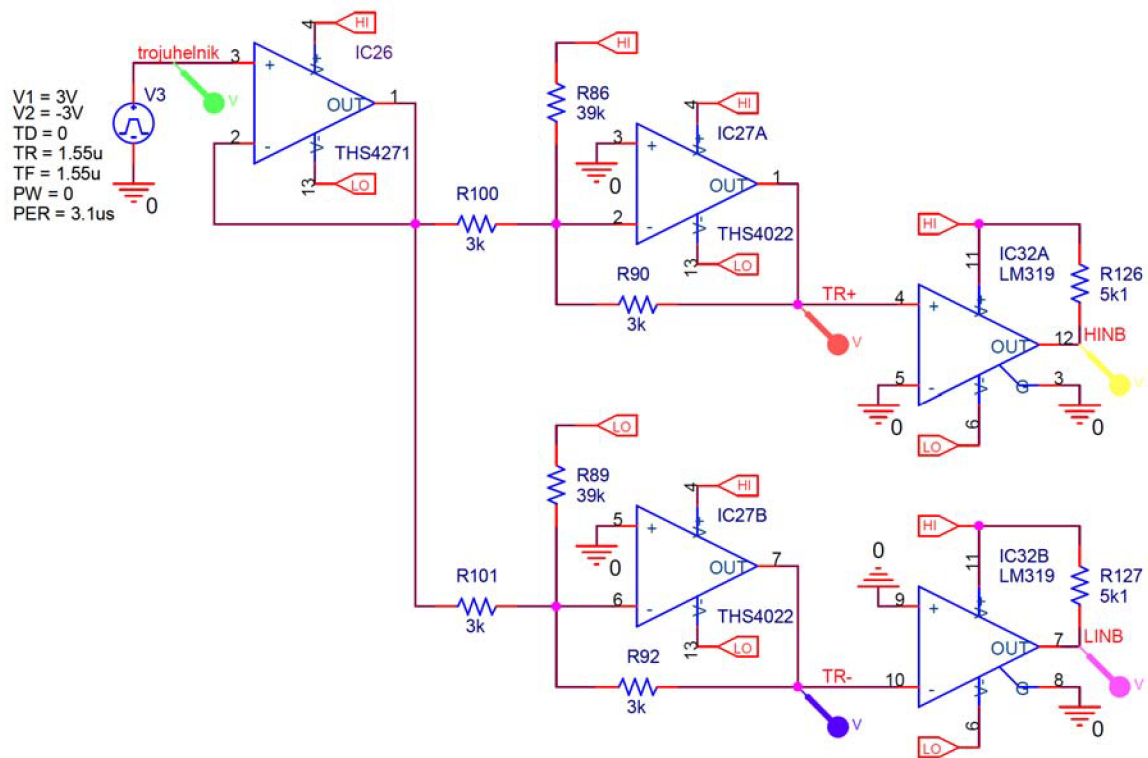 trojuhelnik
V1 = 3V
V2 = -3V
TD = 0
TR = 1.55u
TF = 1.55u
PW = 0
PER = 3.1us
V3
0
V
3
2
+
-
4
HI
V+
IC26
OUT
1
V-
13
LO
THS4271
R100
3k
HI
R86
39k
3
0
2
+
-
4
HI
V+
IC27A
OUT
1
V-
13
LO
THS4022
R90
3k
TR+
V
HI
11
V+
IC32A
LM319
R126
5k1
4
+
5
-
0
OUT
12
HINB
V
G
3
0
V-
6
LO
LO
R89
39k
5
0
6
+
-
4
HI
V+
IC27B
OUT
7
V-
13
LO
THS4022
R101
3k
R92
3k
TR-
V
HI
11
V+
IC32B
LM319
R127
5k1
0
9
+
10
-
OUT
7
LINB
V
G
8
0
V-
6
LO